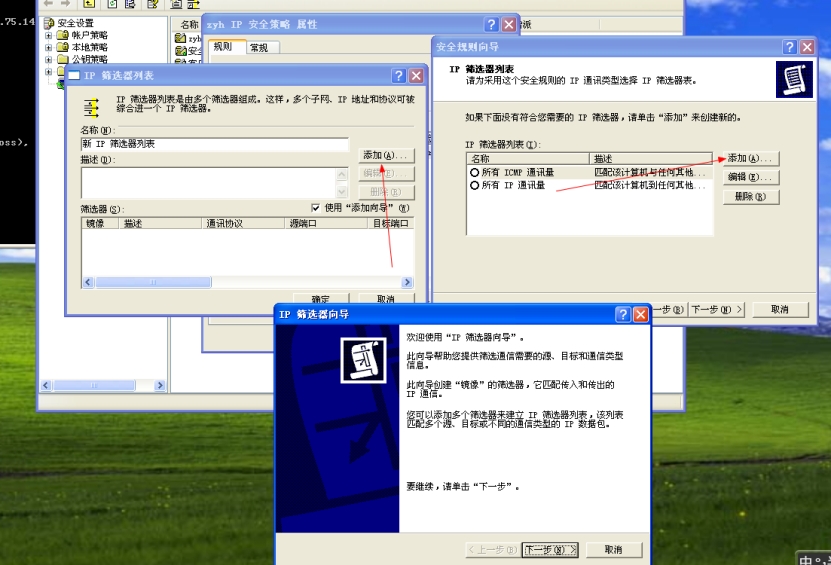 .75.14
oss),
安全设置
帐户策略
本地策略
公钥策略
名称
zyh
zyh IP 安全策略 属性
规则
常规
IP 筛选器列表
IP 筛选器列表是由多个筛选器组成。这样，多个子网、IP 地址和协议可被
综合进一个 IP 筛选器。
名称(N):
新 IP 筛选器列表
描述(D):
添加(A)...
编辑(E)...
删除(R)
筛选器(S):
使用“添加向导”(W)
镜像 描述 通讯协议 源端口 目标端口
确定
取消
安全规则向导
IP 筛选器列表
请为采用这个安全规则的 IP 通讯类型选择 IP 筛选器表。
如果下面没有符合您需要的 IP 筛选器，请单击“添加”来创建新的。
IP 筛选器列表(I):
名称 描述
所有 ICMP 通讯量 匹配该计算机与任何其他...
所有 IP 通讯量 匹配该计算机到任何其他...
添加(A)...
编辑(E)...
删除(R)
一步(B)
下一步(N) >
取消
IP 筛选器向导
欢迎使用“IP 筛选器向导”。
此向导帮助您提供筛选通信需要的源、目标和通信类型
信息。
此向导创建“镜像”的筛选器，它匹配传入和传出的
IP 通信。
您可以添加多个筛选器来建立 IP 筛选器列表，该列表
匹配多个源、目标或不同的通信类型的 IP 数据包。
要继续，请单击“下一步”。
< 上一步(B)
下一步(N) >
取消
中